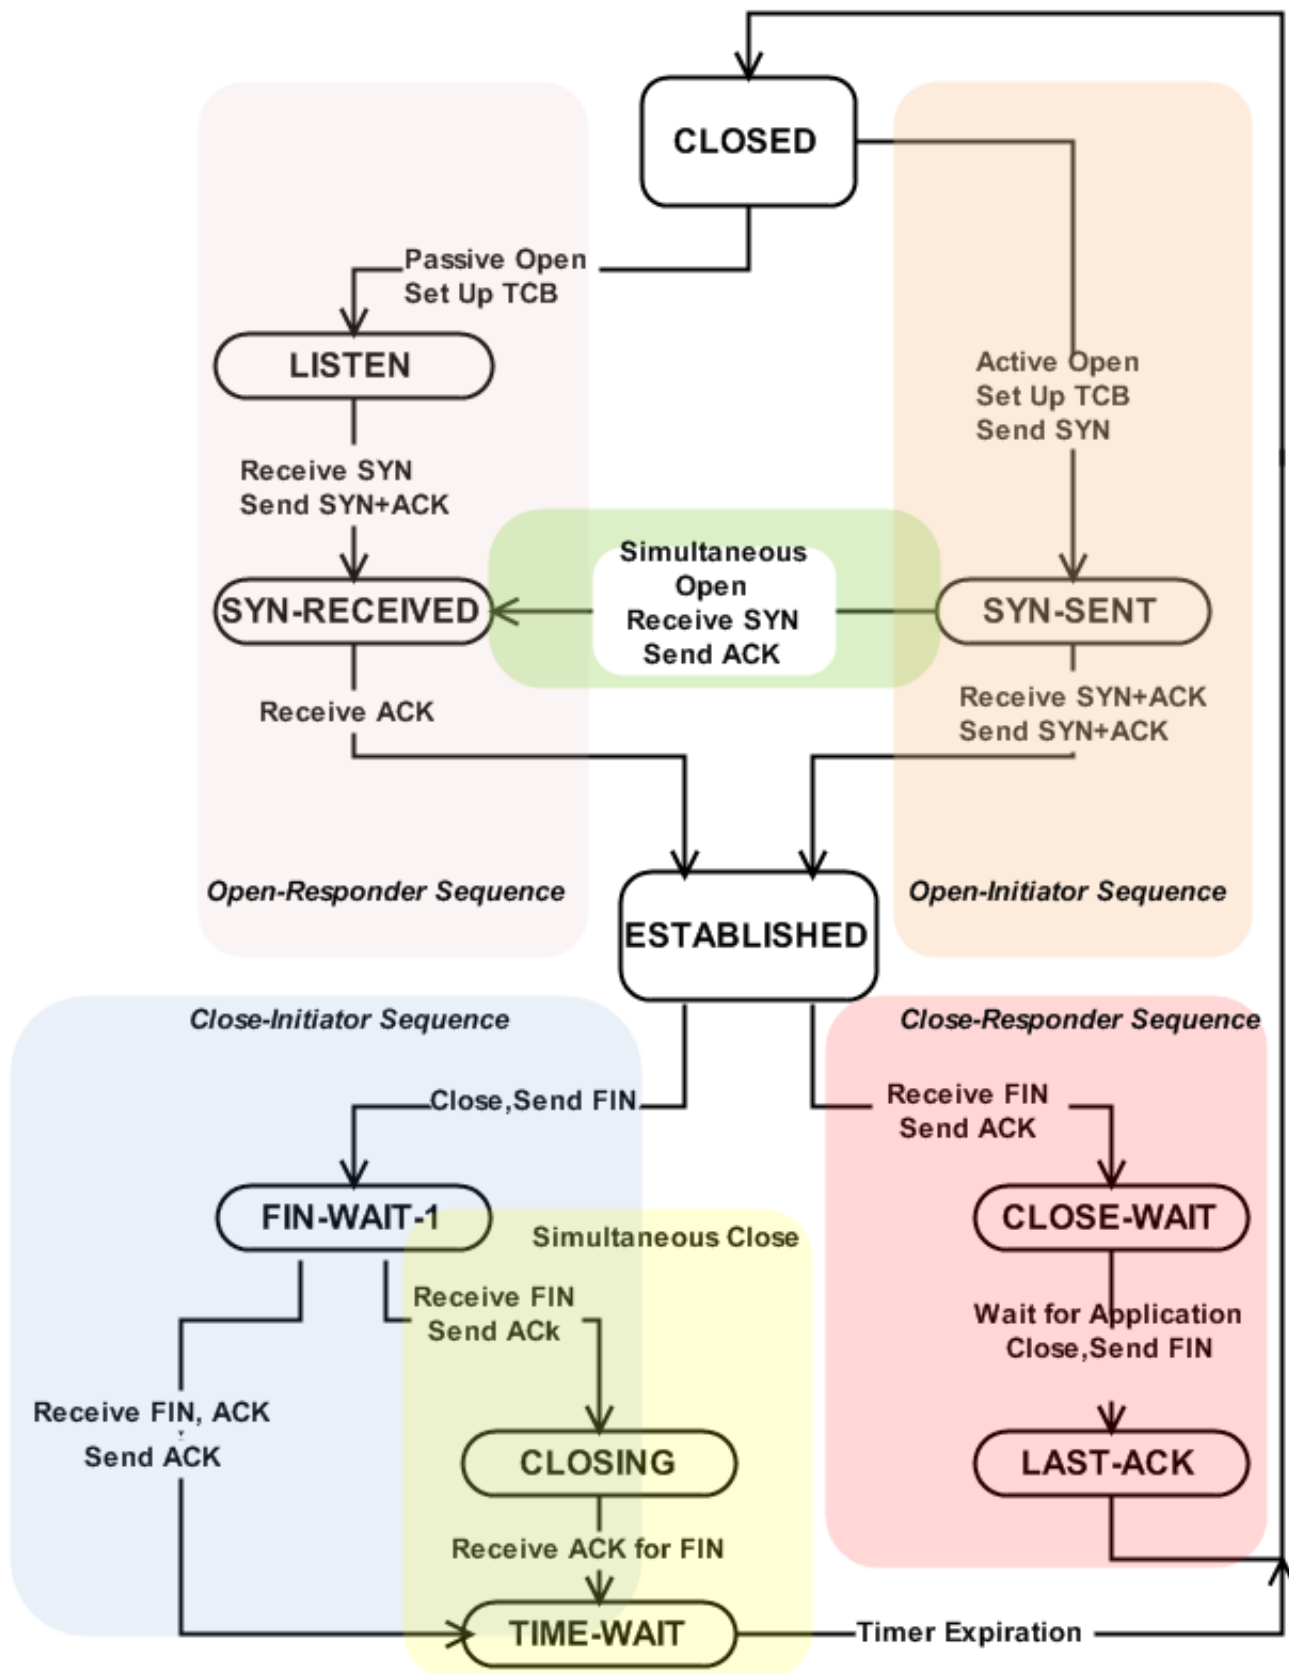 CLOSED
Passive Open
Set Up TCB
LISTEN
Active Open
Set Up TCB
Send SYN
Receive SYN
Send SYN+ACK
Simultaneous
Open
Receive SYN
Send ACK
SYN-RECEIVED
SYN-SENT
Receive ACK
Receive SYN+ACK
Send SYN+ACK
Open-Responder Sequence
Open-Initiator Sequence
ESTABLISHED
Close-Initiator Sequence
Close-Responder Sequence
Close,Send FIN
Receive FIN
Send ACK
FIN-WAIT-1
CLOSE-WAIT
Simultaneous Close
Receive FIN
Send ACk
Wait for Application
Close,Send FIN
Receive FIN, ACK
Send ACK
CLOSING
LAST-ACK
Receive ACK for FIN
TIME-WAIT
Timer Expiration